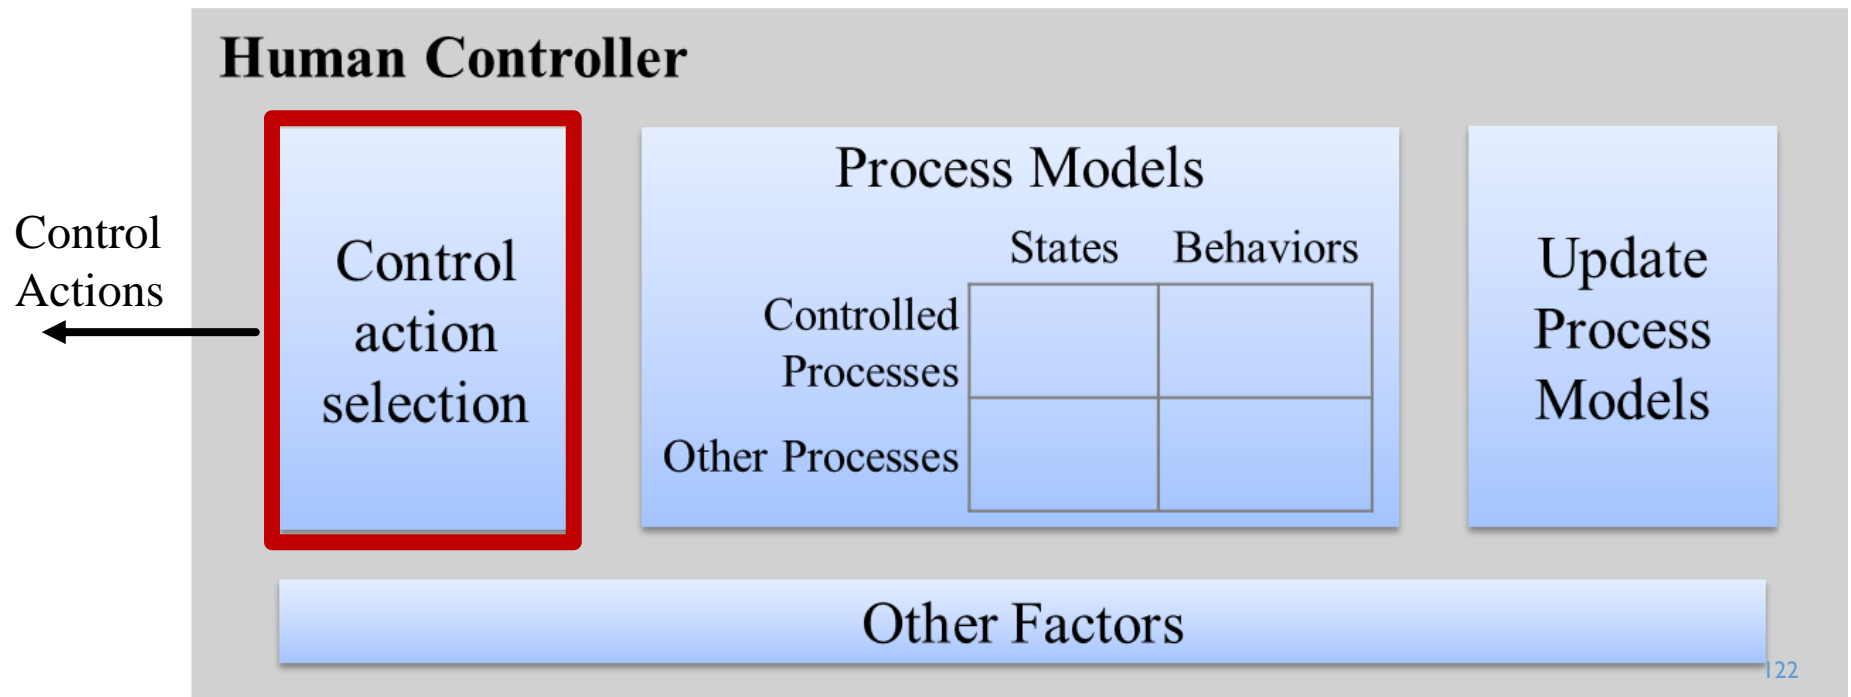 Human Controller
Control
Actions
Control
action
selection
Process Models
States Behaviors
Controlled
Processes
Other Processes
Update
Process
Models
Other Factors
122